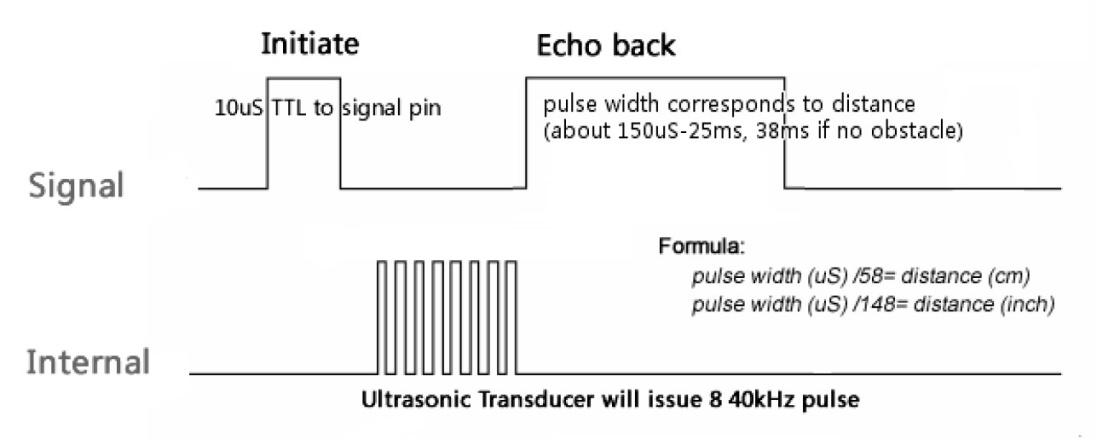 Initiate
Echo back
10uS TTL to signal pin
pulse width corresponds to distance
(about 150uS-25ms, 38ms if no obstacle)
Signal
Formula:
pulse width (uS) /58= distance (cm)
pulse width (uS) /148= distance (inch)
Internal
Ultrasonic Transducer will issue 8 40kHz pulse